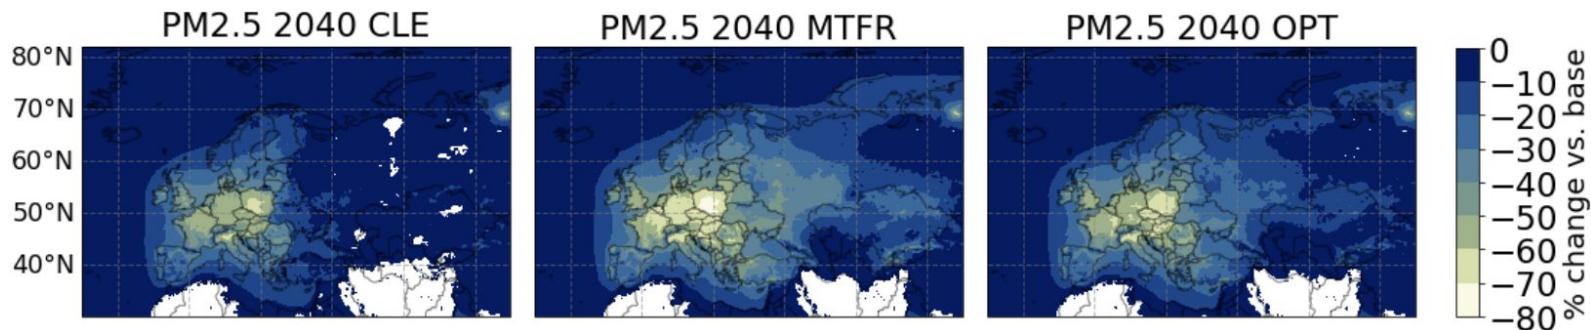 PM2.5 2040 CLE
PM2.5 2040 MTFR
PM2.5 2040 OPT
80°N
70°N
60°N
50°N
40°N
0
−10
−20
−30
−40
−50
−60
−70
−80
% change vs. base